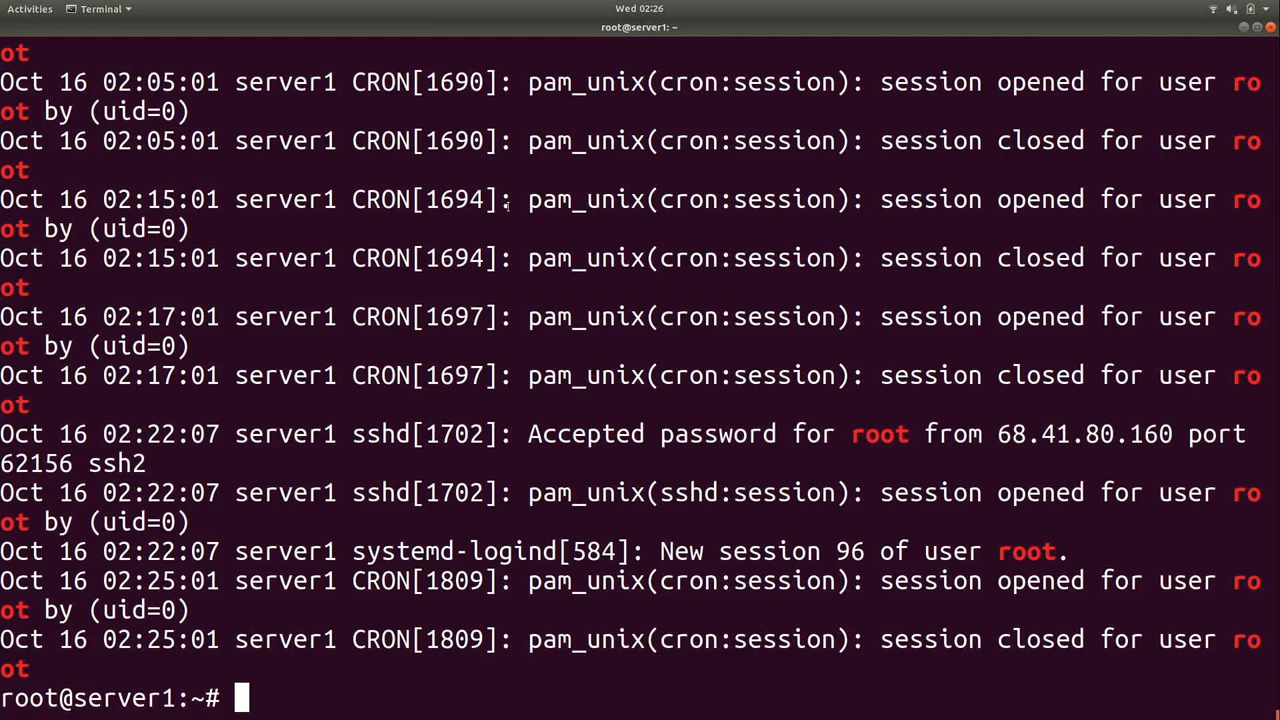 Activities Terminal Wed 02:26
root@server1: ~
ot
Oct 16 02:05:01 server1 CRON[1690]: pam_unix(cron:session): session opened for user ro
ot by (uid=0)
Oct 16 02:05:01 server1 CRON[1690]: pam_unix(cron:session): session closed for user ro
ot
Oct 16 02:15:01 server1 CRON[1694]: pam_unix(cron:session): session opened for user ro
ot by (uid=0)
Oct 16 02:15:01 server1 CRON[1694]: pam_unix(cron:session): session closed for user ro
ot
Oct 16 02:17:01 server1 CRON[1697]: pam_unix(cron:session): session opened for user ro
ot by (uid=0)
Oct 16 02:17:01 server1 CRON[1697]: pam_unix(cron:session): session closed for user ro
ot
Oct 16 02:22:07 server1 sshd[1702]: Accepted password for root from 68.41.80.160 port
62156 ssh2
Oct 16 02:22:07 server1 sshd[1702]: pam_unix(sshd:session): session opened for user ro
ot by (uid=0)
Oct 16 02:22:07 server1 systemd-logind[584]: New session 96 of user root.
Oct 16 02:25:01 server1 CRON[1809]: pam_unix(cron:session): session opened for user ro
ot by (uid=0)
Oct 16 02:25:01 server1 CRON[1809]: pam_unix(cron:session): session closed for user ro
ot
root@server1:~#